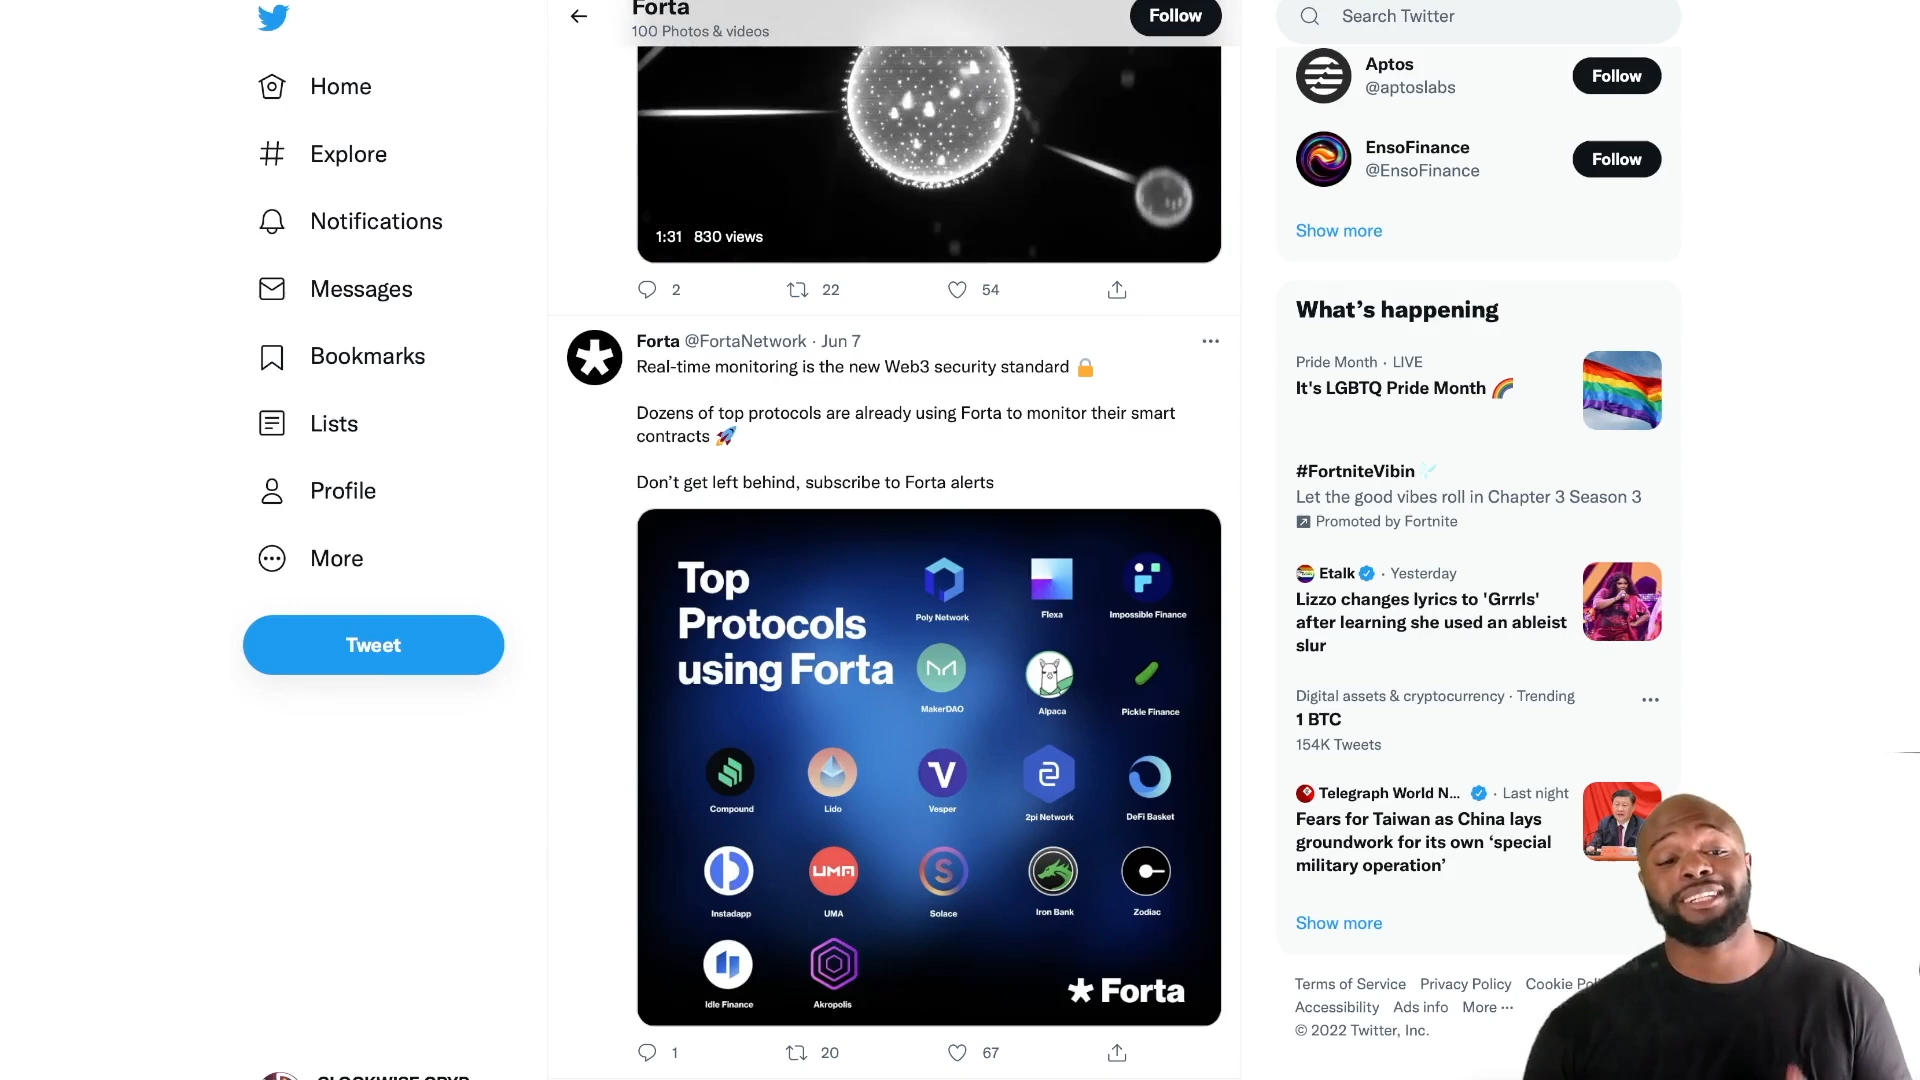 Home
Explore
Notifications
Messages
Bookmarks
Lists
Profile
More
Tweet
Forta
100 Photos & videos
Follow
1:31 830 views
2 22 54
Forta @FortaNetwork · Jun 7
Real-time monitoring is the new Web3 security standard 🔒
Dozens of top protocols are already using Forta to monitor their smart
contracts 🚀
Don't get left behind, subscribe to Forta alerts
Top
Protocols
using Forta
Poly Network
Flexa
Impossible Finance
MakerDAO
Alpaca
Pickle Finance
Compound
Lido
Vesper
2pi Network
DeFi Basket
Instadapp
UMA
UMA
Solace
Iron Bank
Zodiac
Idle Finance
Akropolis
Forta
1 20 67
Search Twitter
Aptos
@aptoslabs
Follow
EnsoFinance
@EnsoFinance
Follow
Show more
What's happening
Pride Month · LIVE
It's LGBTQ Pride Month 🌈
#FortniteVibin
Let the good vibes roll in Chapter 3 Season 3
Promoted by Fortnite
Etalk · Yesterday
Lizzo changes lyrics to 'Grrrls'
after learning she used an ableist
slur
Digital assets & cryptocurrency · Trending
1 BTC
154K Tweets
Telegraph World N... · Last night
Fears for Taiwan as China lays
groundwork for its own 'special
military operation'
Show more
Terms of Service Privacy Policy Cookie
Accessibility Ads info More ···
© 2022 Twitter, Inc.